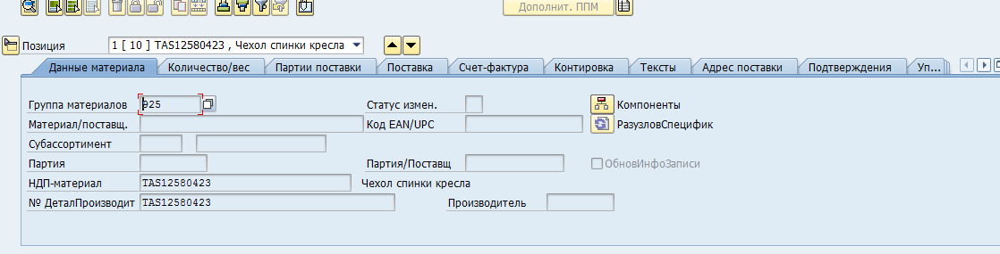 Дополнит. ППМ
Позиция 1 [ 10 ] TAS12580423 , Чехол спинки кресла
Данные материала Количество/вес Партии поставки Поставка Счет-фактура Контировка Тексты Адрес поставки Подтверждения Уп...
Группа материалов 925 Статус измен. Компоненты
Материал/поставщ. Код EAN/UPC РазузловСпецифик
Субассортимент
Партия Партия/Поставщ ОбновИнфоЗаписи
НДП-материал TAS12580423 Чехол спинки кресла
№ ДеталПроизводит TAS12580423 Производитель